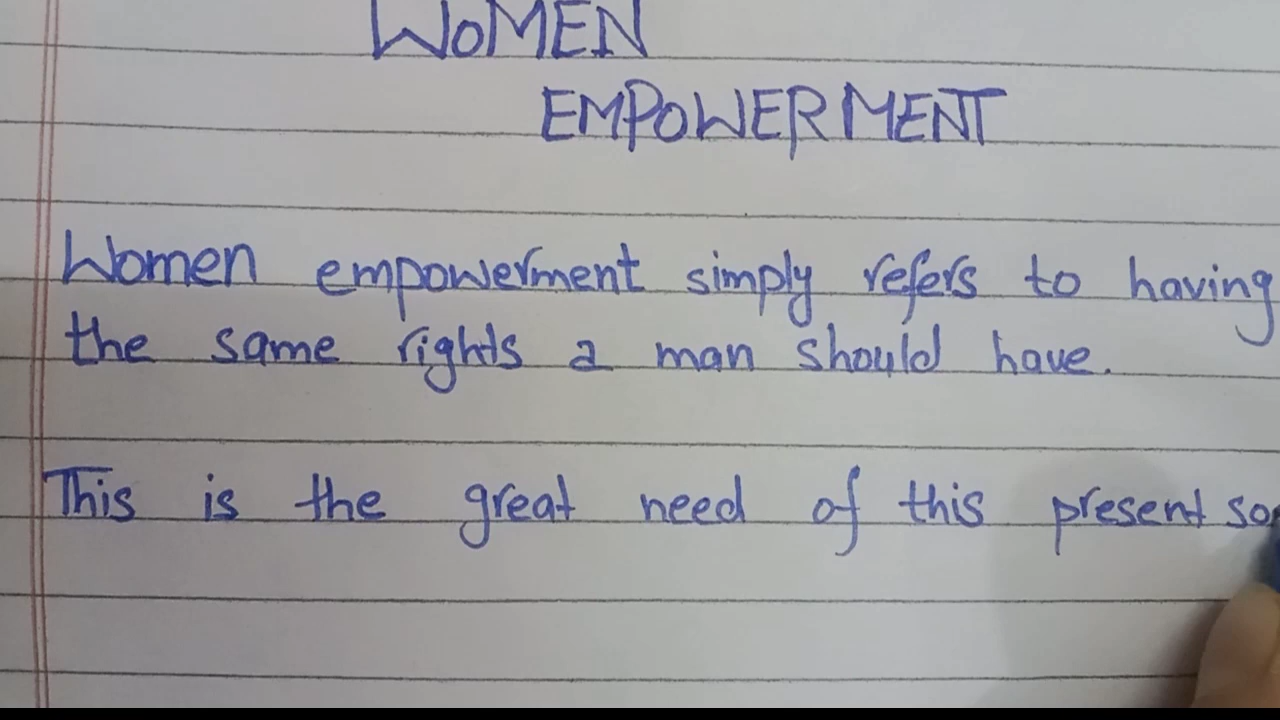 WOMEN
EMPOWERMENT
Women empowerment simply refers to having
the same rights a man should have.
This is the great need of this present so